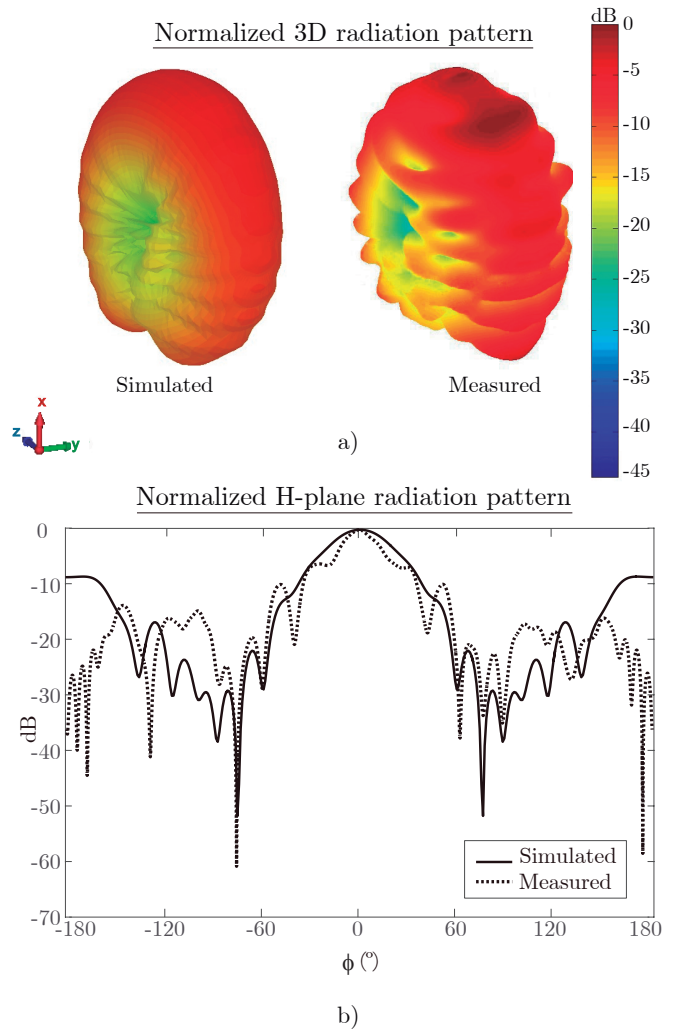 Normalized 3D radiation pattern
dB
0
-5
-10
-15
-20
-25
-30
-35
-40
-45
Simulated
Measured
x
z
y
a)
Normalized H-plane radiation pattern
0
-10
-20
-30
-40
-50
-60
-70
dB
Simulated
Measured
-180 -120 -60 0 60 120 180
ϕ (º)
b)